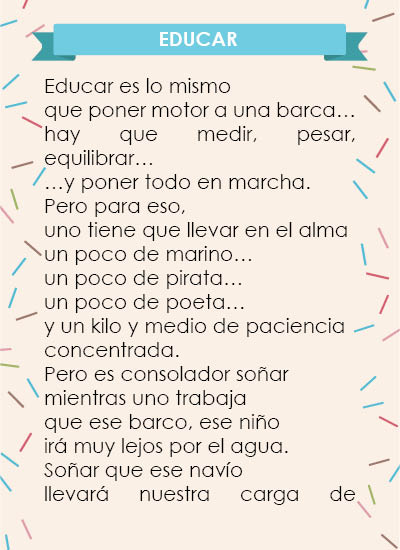 EDUCAR
Educar es lo mismo
que poner motor a una barca…
hay que medir, pesar,
equilibrar…
…y poner todo en marcha.
Pero para eso,
uno tiene que llevar en el alma
un poco de marino…
un poco de pirata…
un poco de poeta…
y un kilo y medio de paciencia
concentrada.
Pero es consolador soñar
mientras uno trabaja
que ese barco, ese niño
irá muy lejos por el agua.
Soñar que ese navío
llevará nuestra carga de